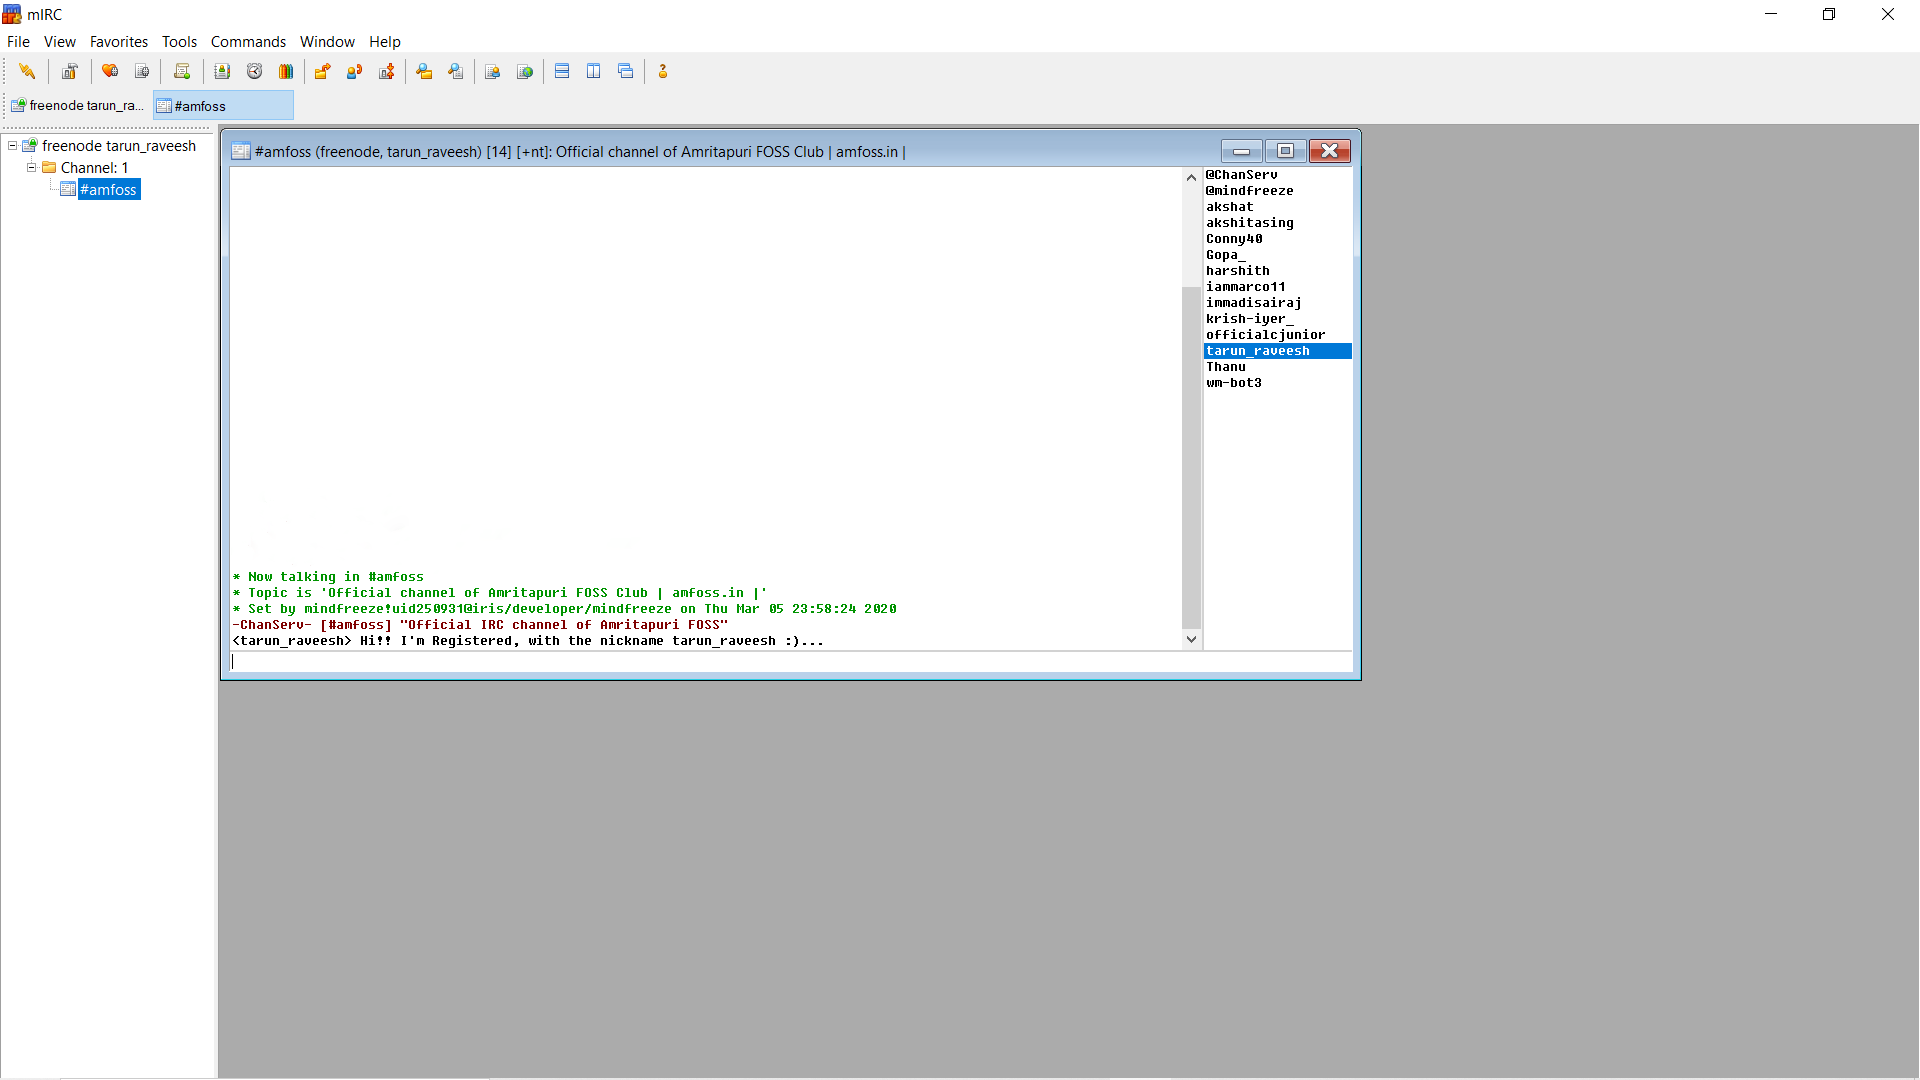 mIRC
File View Favorites Tools Commands Window Help
freenode tarun_ra... #amfoss
freenode tarun_raveesh
Channel: 1
#amfoss
#amfoss (freenode, tarun_raveesh) [14] [+nt]: Official channel of Amritapuri FOSS Club | amfoss.in |
* Now talking in #amfoss
* Topic is 'Official channel of Amritapuri FOSS Club | amfoss.in |'
* Set by mindfreeze!uid250931@iris/developer/mindfreeze on Thu Mar 05 23:58:24 2020
-ChanServ- [#amfoss] "Official IRC channel of Amritapuri FOSS"
<tarun_raveesh> Hi!! I'm Registered, with the nickname tarun_raveesh :)...
@ChanServ
@mindfreeze
akshat
akshitasing
Conny40
Gopa_
harshith
iammarco11
immadisairaj
krish-iyer_
officialcjunior
tarun_raveesh
Thanu
wm-bot3